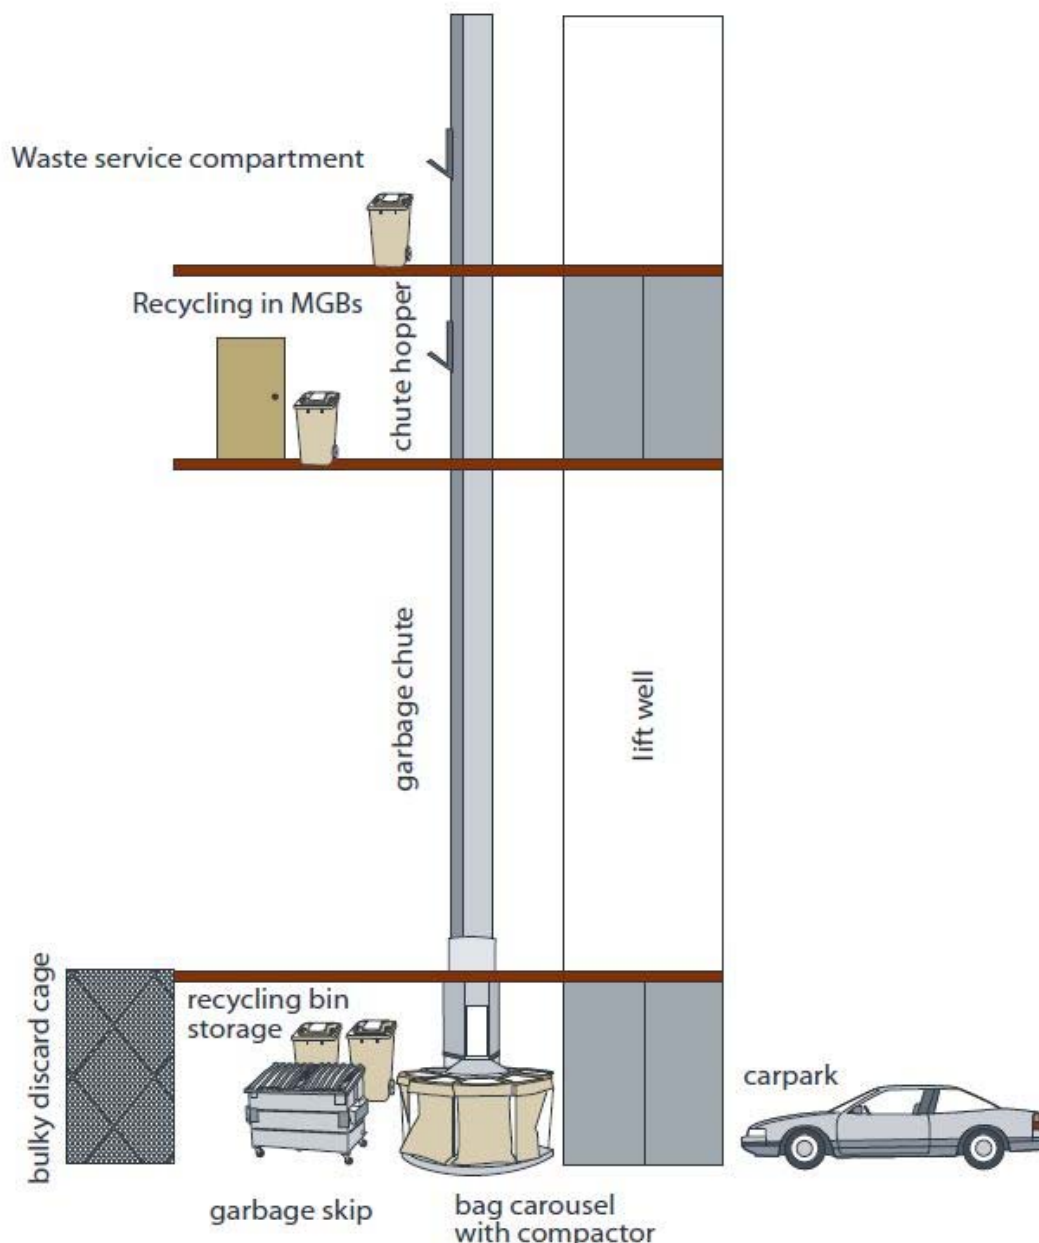 Waste service compartment
Recycling in MGBs
chute hopper
garbage chute
lift well
bulky discard cage
recycling bin
storage
carpark
garbage skip
bag carousel
with compactor